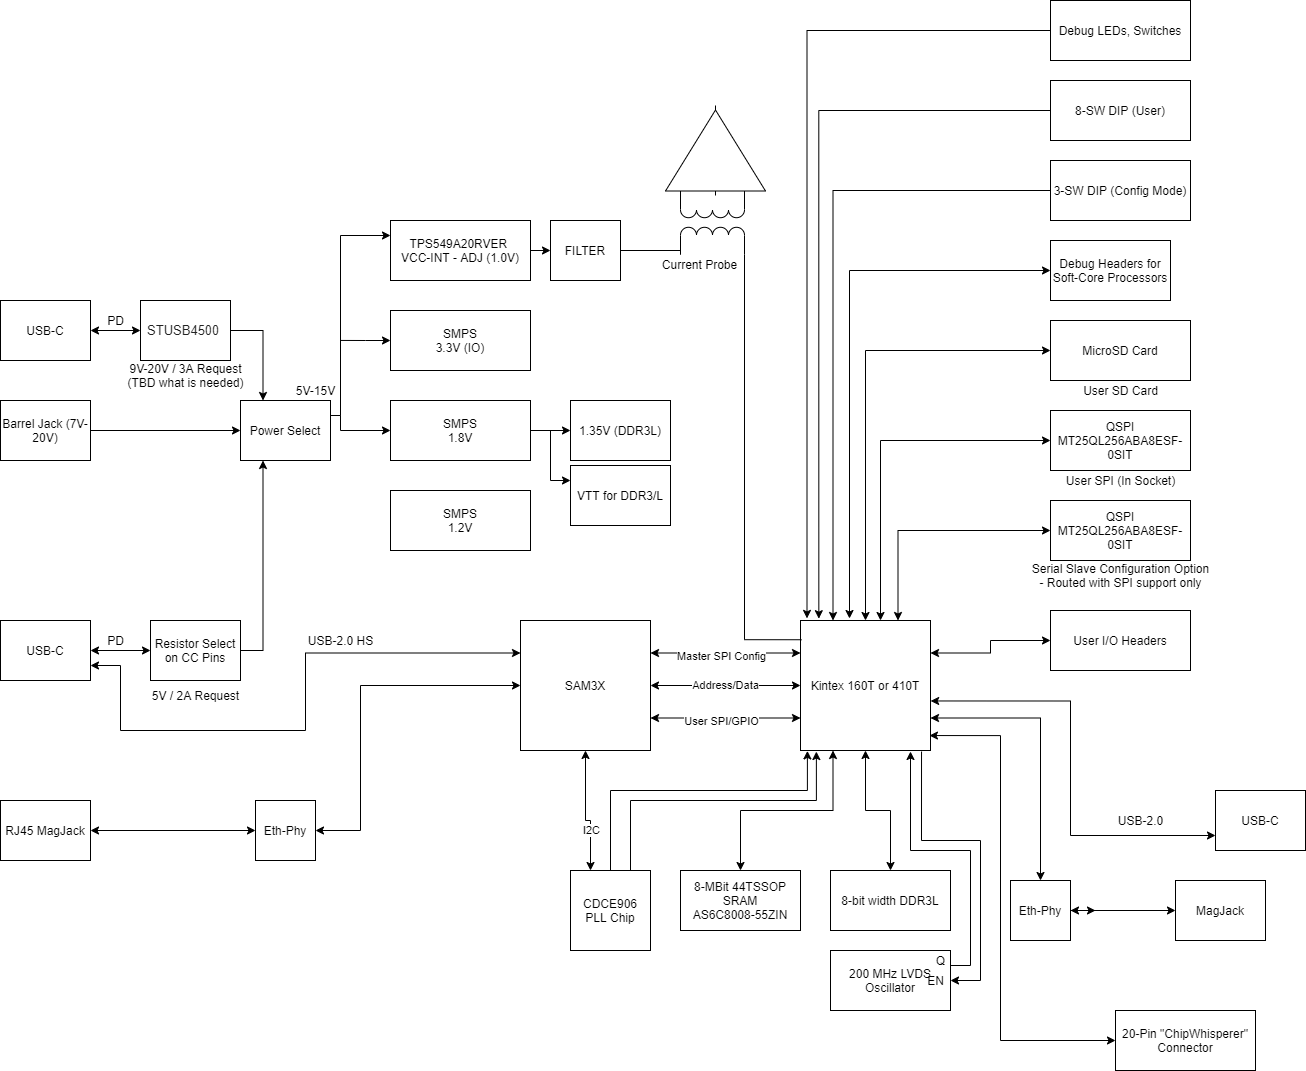 Debug LEDs, Switches
8-SW DIP (User)
3-SW DIP (Config Mode)
TPS549A20RVER
VCC-INT - ADJ (1.0V)
FILTER
Current Probe
Debug Headers for
Soft-Core Processors
USB-C
PD
STUSB4500
9V-20V / 3A Request
(TBD what is needed)
SMPS
3.3V (IO)
MicroSD Card
User SD Card
5V-15V
Barrel Jack (7V-
20V)
Power Select
SMPS
1.8V
1.35V (DDR3L)
QSPI
MT25QL256ABA8ESF-
0SIT
User SPI (In Socket)
VTT for DDR3/L
SMPS
1.2V
QSPI
MT25QL256ABA8ESF-
0SIT
Serial Slave Configuration Option
- Routed with SPI support only
USB-C
PD
Resistor Select
on CC Pins
5V / 2A Request
USB-2.0 HS
SAM3X
Master SPI Config
Address/Data
User SPI/GPIO
Kintex 160T or 410T
User I/O Headers
RJ45 MagJack
Eth-Phy
I2C
USB-2.0
USB-C
CDCE906
PLL Chip
8-MBit 44TSSOP
SRAM
AS6C8008-55ZIN
8-bit width DDR3L
Eth-Phy
MagJack
200 MHz LVDS
Oscillator
Q
EN
20-Pin "ChipWhisperer"
Connector